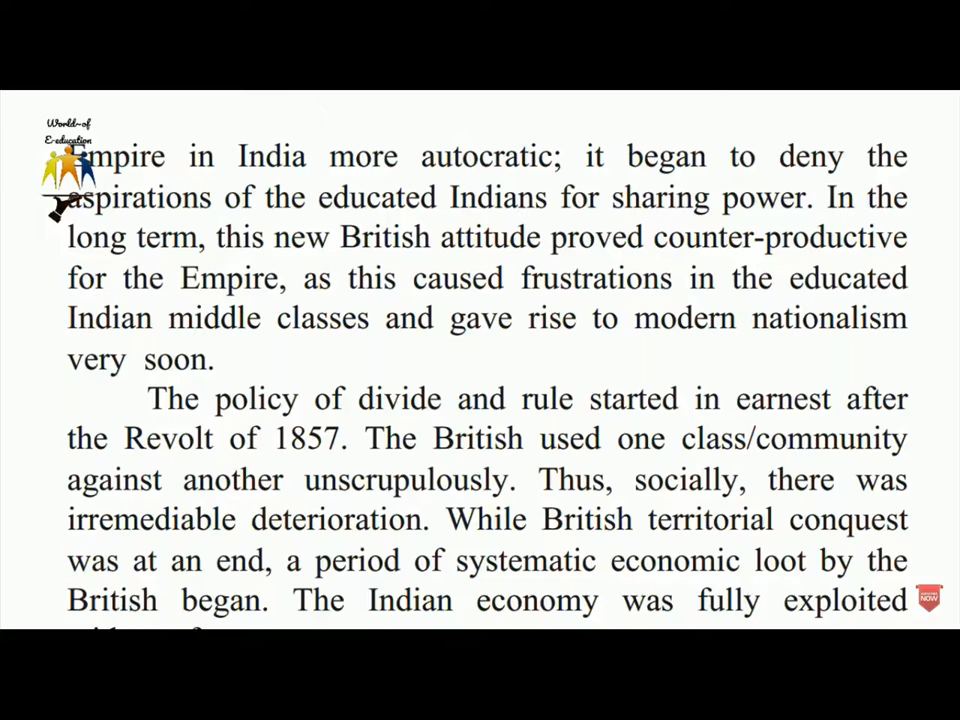 World~of
E-education
Empire in India more autocratic; it began to deny the
aspirations of the educated Indians for sharing power. In the
long term, this new British attitude proved counter-productive
for the Empire, as this caused frustrations in the educated
Indian middle classes and gave rise to modern nationalism
very soon.
The policy of divide and rule started in earnest after
the Revolt of 1857. The British used one class/community
against another unscrupulously. Thus, socially, there was
irremediable deterioration. While British territorial conquest
was at an end, a period of systematic economic loot by the
British began. The Indian economy was fully exploited
NOW